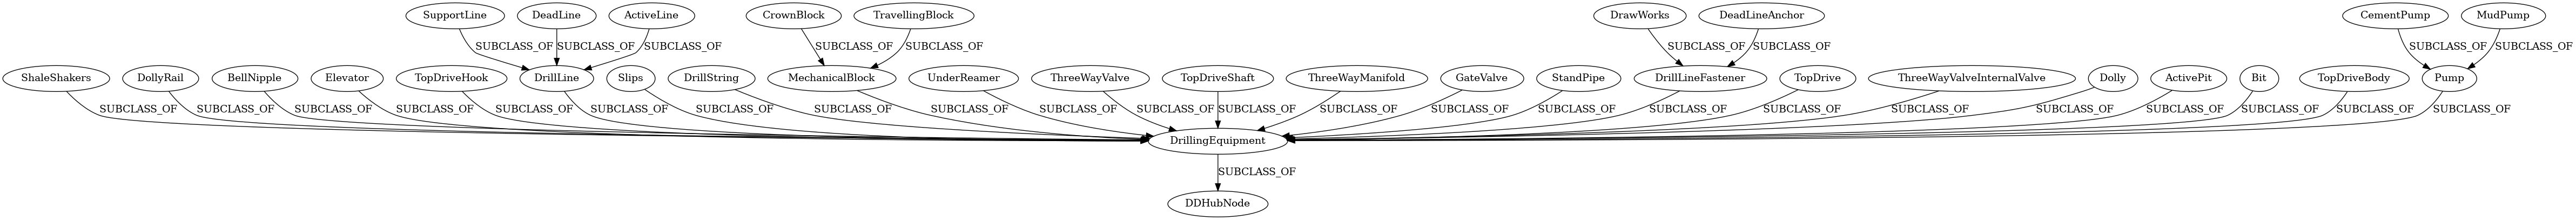 SupportLine DeadLine ActiveLine CrownBlock TravellingBlock DrawWorks DeadLineAnchor CementPump MudPump
SUBCLASS_OF SUBCLASS_OF SUBCLASS_OF SUBCLASS_OF SUBCLASS_OF SUBCLASS_OF SUBCLASS_OF SUBCLASS_OF SUBCLASS_OF
ShaleShakers DollyRail BellNipple Elevator TopDriveHook DrillLine Slips DrillString MechanicalBlock UnderReamer ThreeWayValve TopDriveShaft ThreeWayManifold GateValve StandPipe DrillLineFastener TopDrive ThreeWayValveInternalValve Dolly ActivePit Bit TopDriveBody Pump
SUBCLASS_OF SUBCLASS_OF SUBCLASS_OF SUBCLASS_OF SUBCLASS_OF SUBCLASS_OF SUBCLASS_OF SUBCLASS_OF SUBCLASS_OF SUBCLASS_OF SUBCLASS_OF SUBCLASS_OF SUBCLASS_OF SUBCLASS_OF SUBCLASS_OF SUBCLASS_OF SUBCLASS_OF SUBCLASS_OF SUBCLASS_OF SUBCLASS_OF SUBCLASS_OF SUBCLASS_OF SUBCLASS_OF
DrillingEquipment
SUBCLASS_OF
DDHubNode